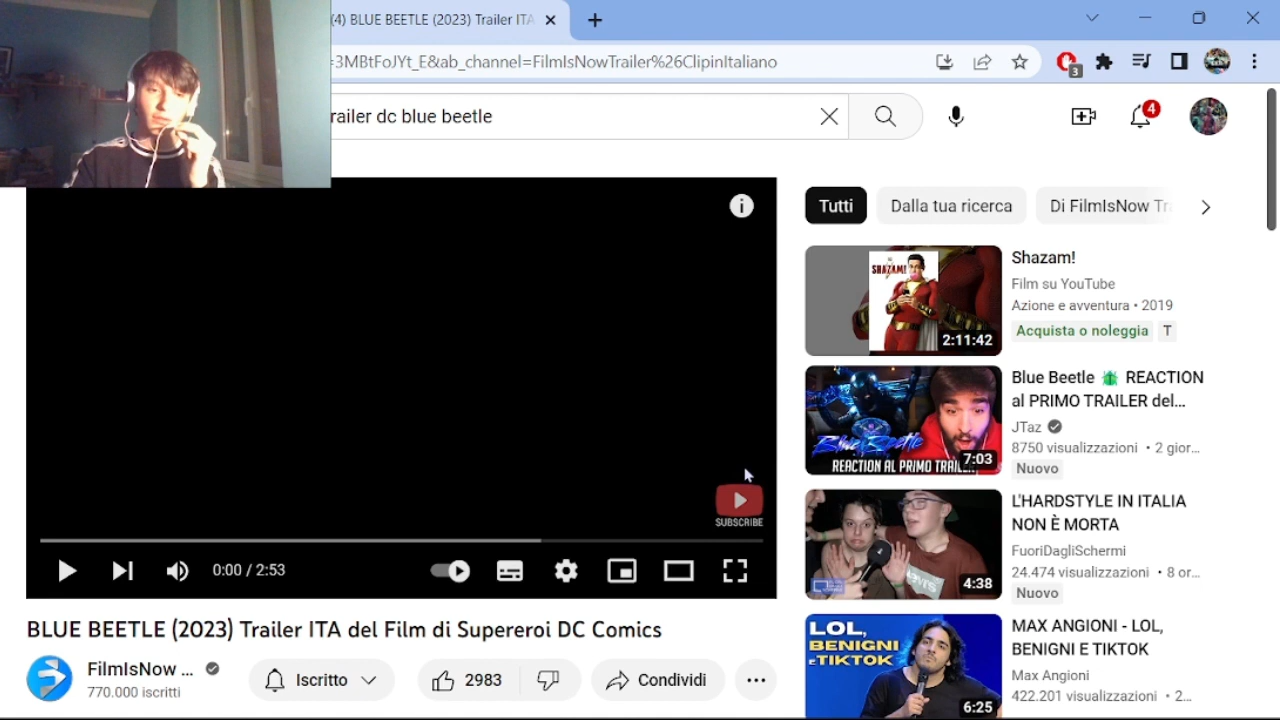 (4) BLUE BEETLE (2023) Trailer ITA
=3MBtFoJYt_E&ab_channel=FilmIsNowTrailer%26ClipinItaliano
3
railer dc blue beetle
4
Tutti
Dalla tua ricerca
Di FilmIsNow Tr
SHAZAM!
2:11:42
Shazam!
Film su YouTube
Azione e avventura • 2019
Acquista o noleggia
T
Blue Beetle
REACTION AL PRIMO TRAILER
7:03
Blue Beetle 🪲 REACTION
al PRIMO TRAILER del...
JTaz
8750 visualizzazioni • 2 gior...
Nuovo
SUBSCRIBE
0:00 / 2:53
4:38
L'HARDSTYLE IN ITALIA
NON È MORTA
FuoriDagliSchermi
24.474 visualizzazioni • 8 or...
Nuovo
BLUE BEETLE (2023) Trailer ITA del Film di Supereroi DC Comics
FilmIsNow ...
770.000 iscritti
Iscritto
2983
Condividi
LOL,
BENIGNI
E TIKTOK
6:25
MAX ANGIONI - LOL,
BENIGNI E TIKTOK
Max Angioni
422.201 visualizzazioni • 2...